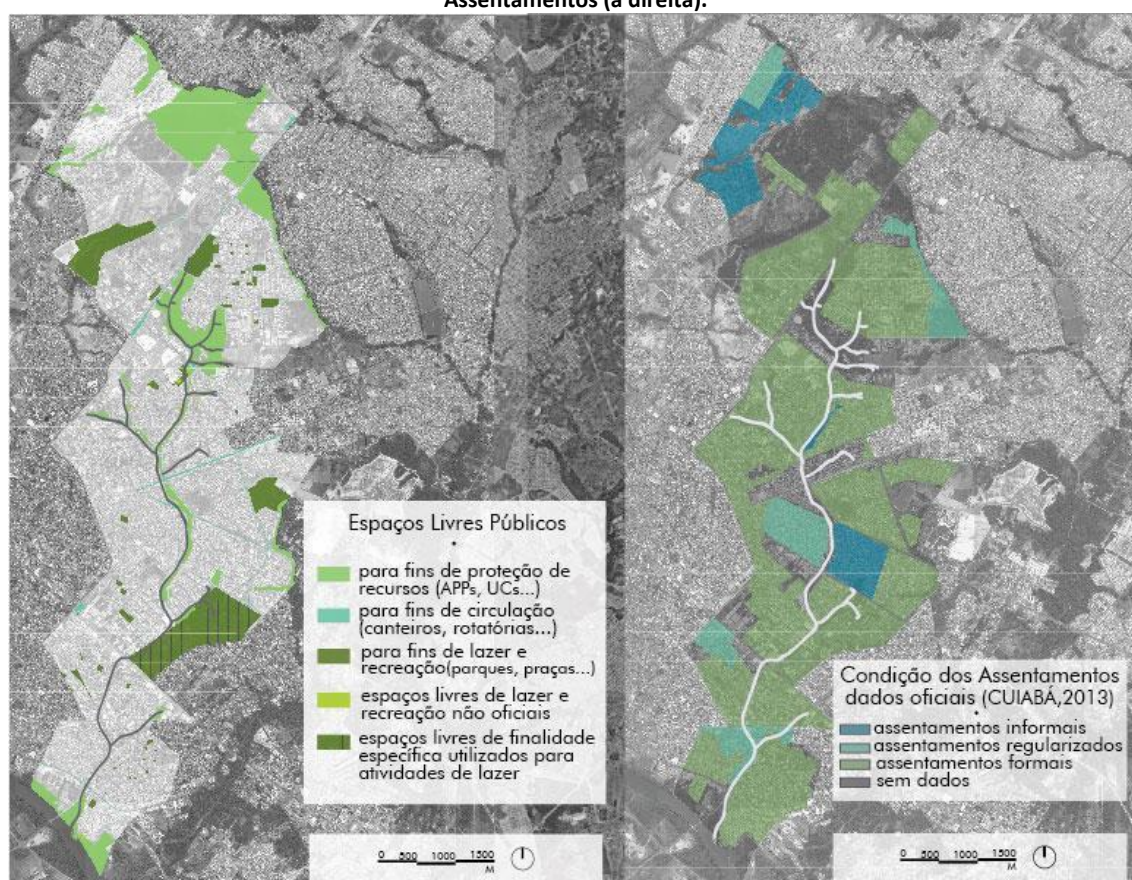 Assentamentos (à direita).
Espaços Livres Públicos
para fins de proteção de
recursos (APPs, UCs...)
para fins de circulação
(canteiros, rotatórias...)
para fins de lazer e
recreação(parques, praças...)
espaços livres de lazer e
recreação não oficiais
espaços livres de finalidade
específica utilizados para
atividades de lazer
0 500 1000 1500
M
Condição dos Assentamentos
dados oficiais (CUIABÁ,2013)
assentamentos informais
assentamentos regularizados
assentamentos formais
sem dados
0 500 1000 1500
M